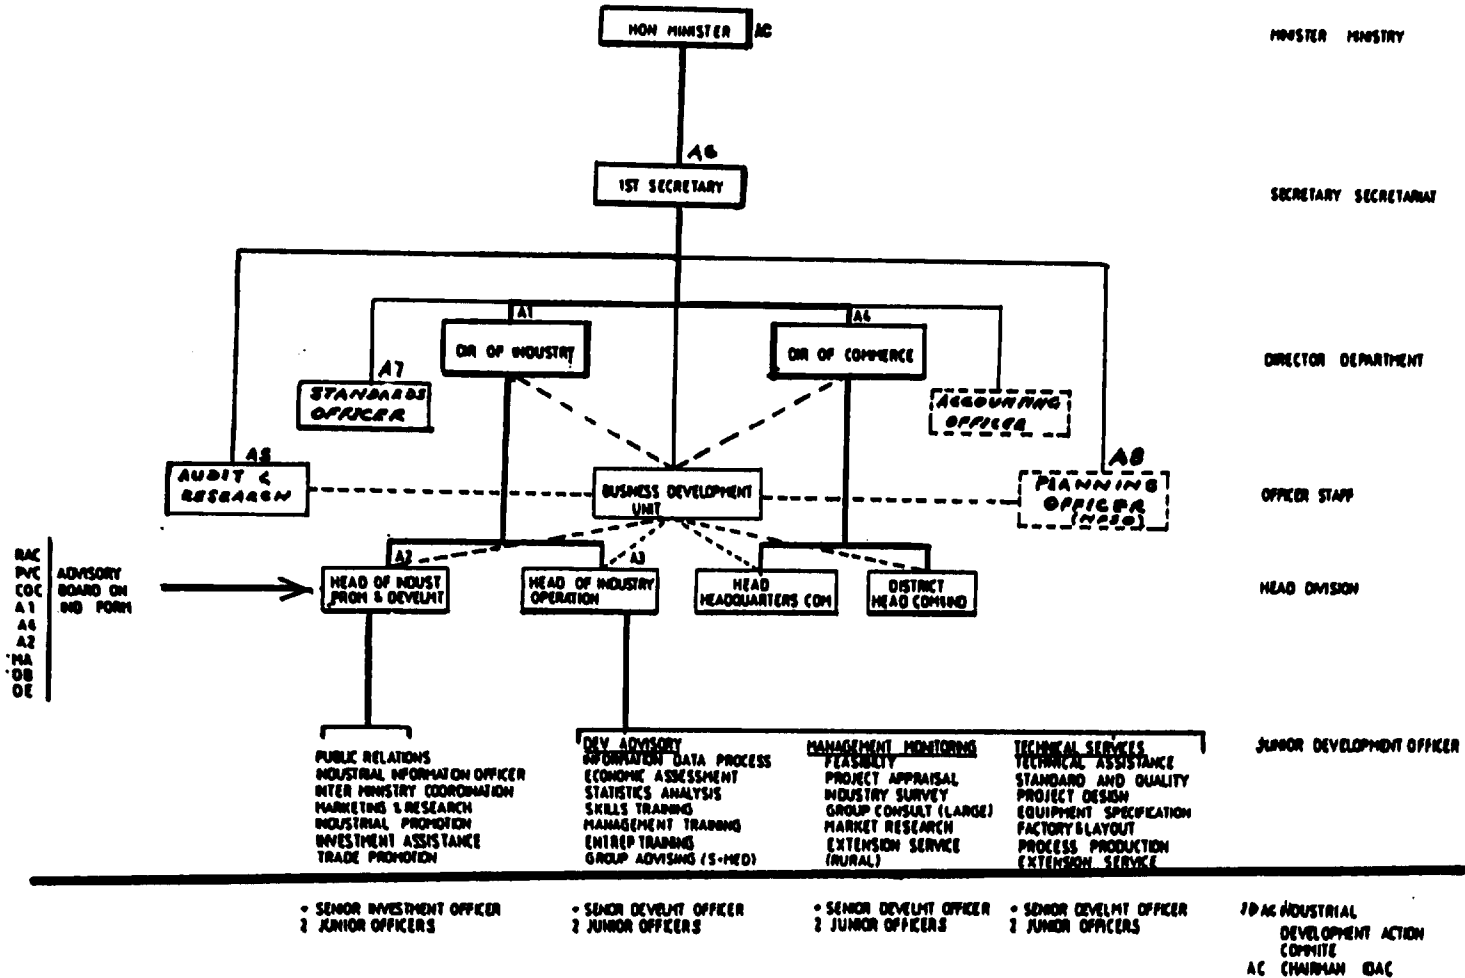 HON MINISTER AC
MINISTER MINISTRY
A6
1ST SECRETARY
SECRETARY SECRETARIAT
A1
A4
DIR OF INDUSTRY
DIR OF COMMERCE
DIRECTOR DEPARTMENT
A7
STANDARDS
OFFICER
ACCOUNTING
OFFICER
A5
AUDIT &
RESEARCH
BUSINESS DEVELOPMENT
UNIT
A8
PLANNING
OFFICER
(NPSO)
OFFICER STAFF
RAC
PVC
CGC
A1
A4
A2
MA
OB
OE
ADVISORY
BOARD ON
IND FORM
A2
HEAD OF INDUST
PROM & DEVELMT
A3
HEAD OF INDUSTRY
OPERATION
HEAD
HEADQUARTERS COM
DISTRICT
HEAD COM&IND
HEAD DIVISION
PUBLIC RELATIONS
INDUSTRIAL INFORMATION OFFICER
INTER MINISTRY COORDINATION
MARKETING & RESEARCH
INDUSTRIAL PROMOTION
INVESTMENT ASSISTANCE
TRADE PROMOTION
DEV ADVISORY
INFORMATION DATA PROCESS
ECONOMIC ASSESSMENT
STATISTICS ANALYSIS
SKILLS TRAINING
MANAGEMENT TRAINING
ENTREP TRAINING
GROUP ADVISING (S+MED)
MANAGEMENT MONITORING
FEASIBILTY
PROJECT APPRAISAL
INDUSTRY SURVEY
GROUP CONSULT (LARGE)
MARKET RESEARCH
EXTENSION SERVICE
(RURAL)
TECHNICAL SERVICES
TECHNICAL ASSISTANCE
STANDARD AND QUALITY
PROJECT DESIGN
EQUIPMENT SPECIFICATION
FACTORY & LAYOUT
PROCESS PRODUCTION
EXTENSION SERVICE
JUNIOR DEVELOPMENT OFFICER
• SENIOR INVESTMENT OFFICER
2 JUNIOR OFFICERS
• SENIOR DEVELMT OFFICER
2 JUNIOR OFFICERS
• SENIOR DEVELMT OFFICER
2 JUNIOR OFFICERS
• SENIOR DEVELMT OFFICER
2 JUNIOR OFFICERS
IDAC INDUSTRIAL
DEVELOPMENT ACTION
COMMITE
AC CHAIRMAN IDAC